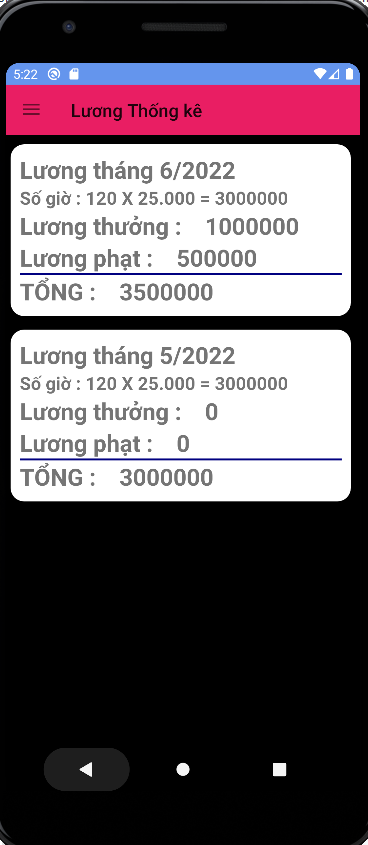 5:22
Lương Thống kê
Lương tháng 6/2022
Số giờ : 120 X 25.000 = 3000000
Lương thưởng : 1000000
Lương phạt : 500000
TỔNG : 3500000
Lương tháng 5/2022
Số giờ : 120 X 25.000 = 3000000
Lương thưởng : 0
Lương phạt : 0
TỔNG : 3000000